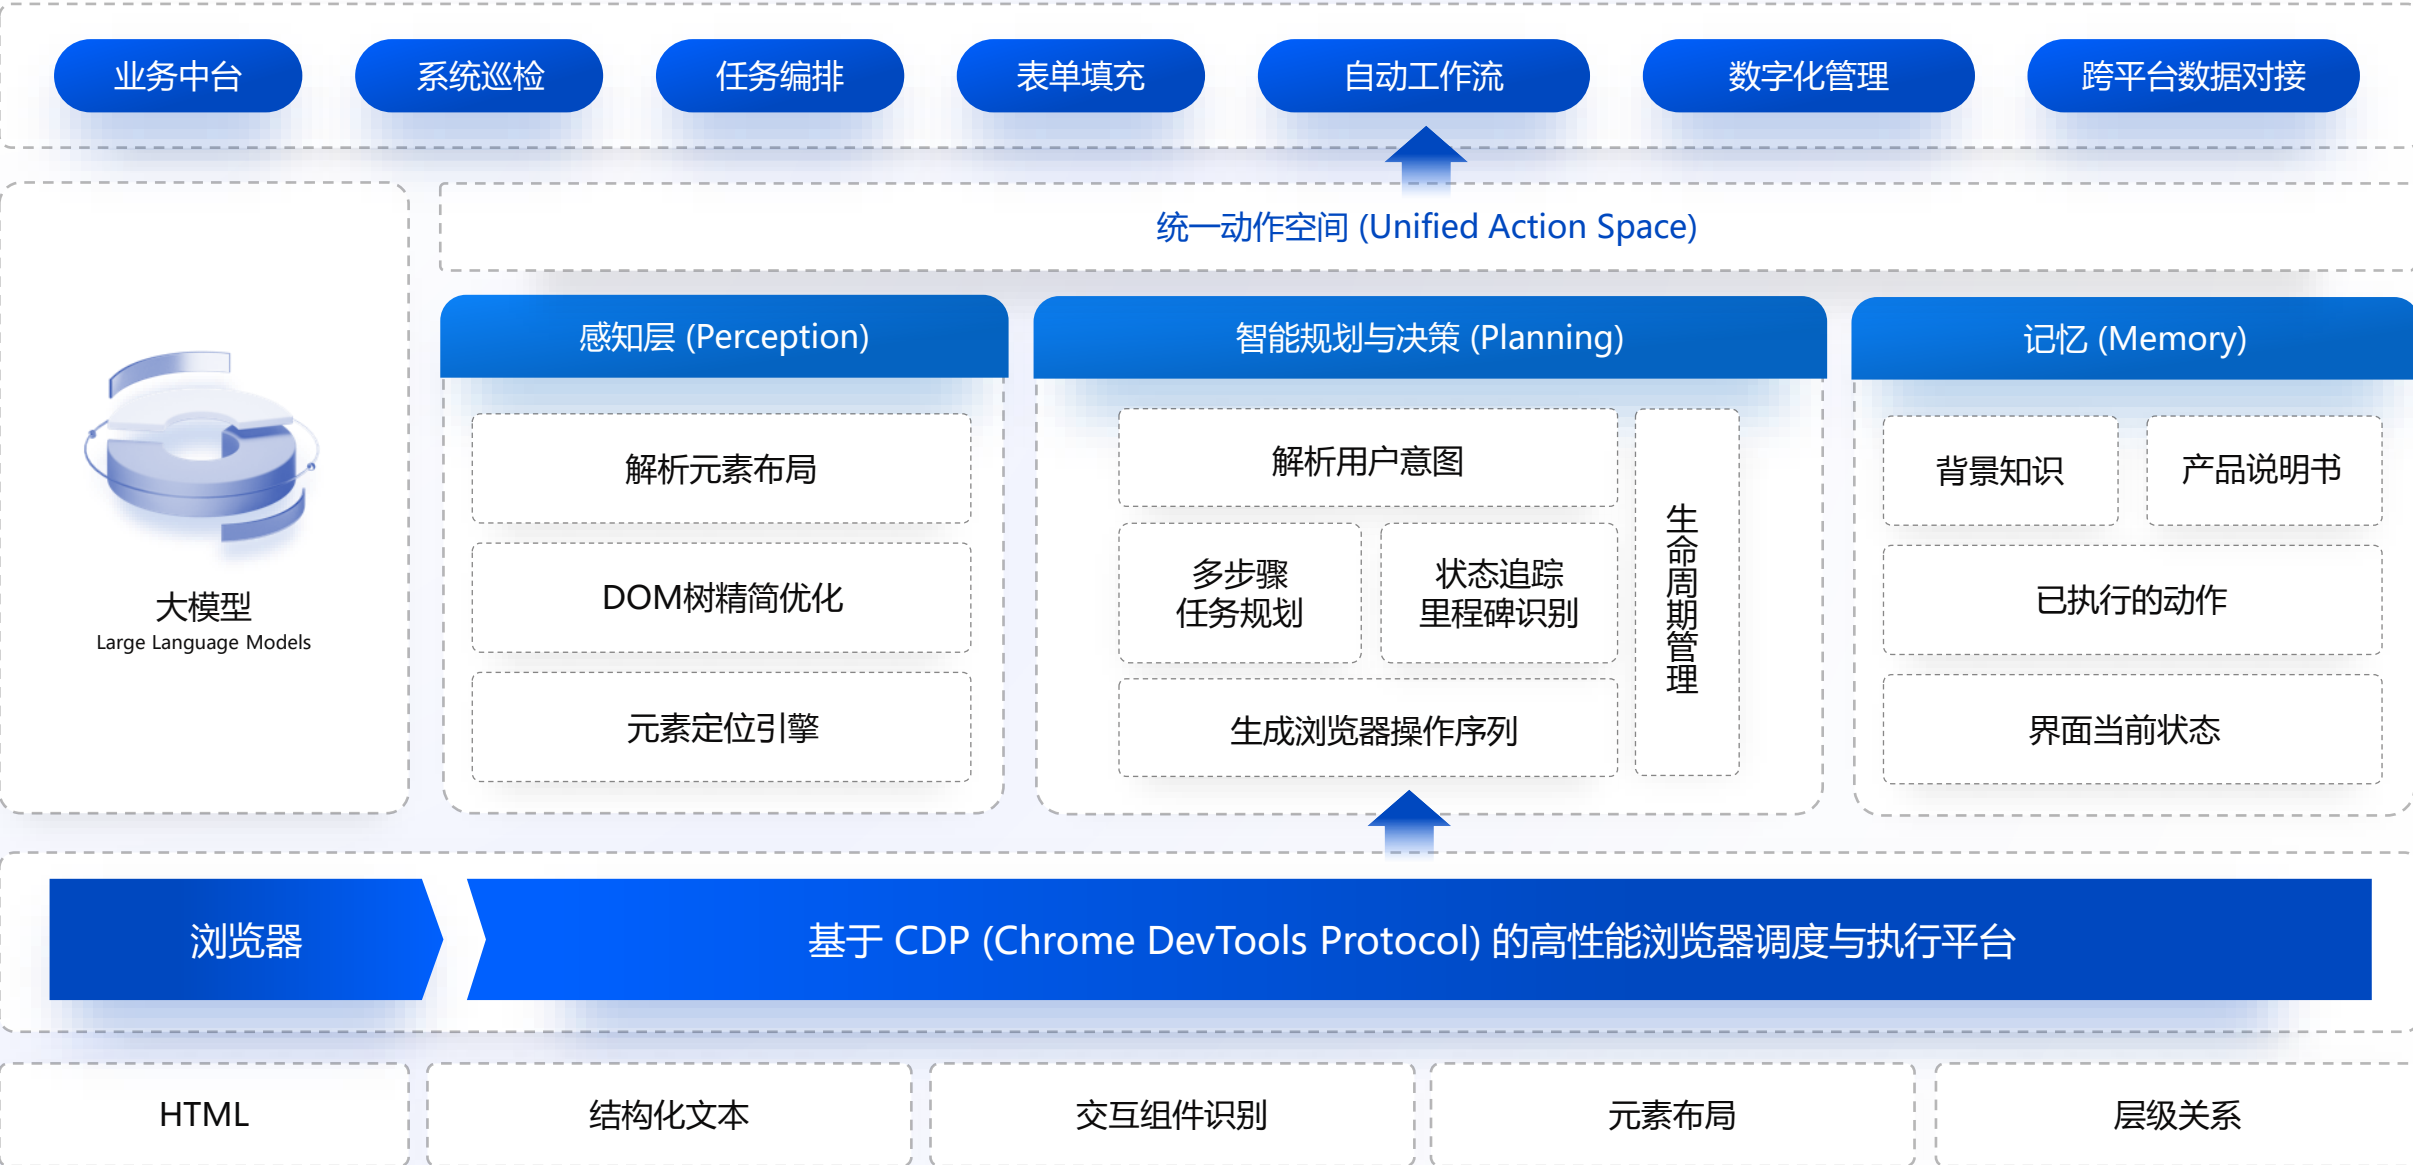 业务中台
系统巡检
任务编排
表单填充
自动工作流
数字化管理
跨平台数据对接
统一动作空间 (Unified Action Space)
大模型
Large Language Models
感知层 (Perception)
解析元素布局
DOM树精简优化
元素定位引擎
智能规划与决策 (Planning)
解析用户意图
多步骤
任务规划
状态追踪
里程碑识别
生成浏览器操作序列
生命周期管理
记忆 (Memory)
背景知识
产品说明书
已执行的动作
界面当前状态
浏览器
基于 CDP (Chrome DevTools Protocol) 的高性能浏览器调度与执行平台
HTML
结构化文本
交互组件识别
元素布局
层级关系